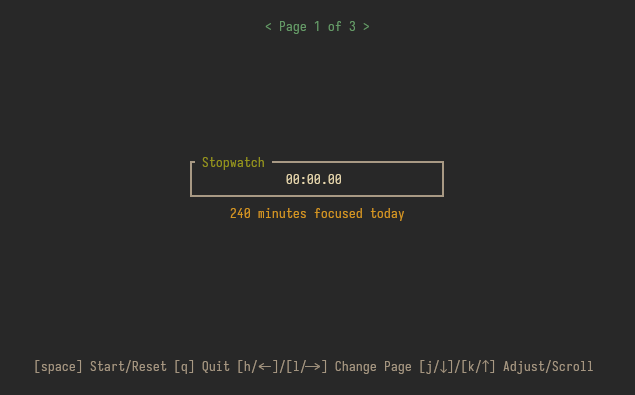 < Page 1 of 3 >
Stopwatch
00:00.00
240 minutes focused today
[space] Start/Reset [q] Quit [h/←]/[l/→] Change Page [j/↓]/[k/↑] Adjust/Scroll